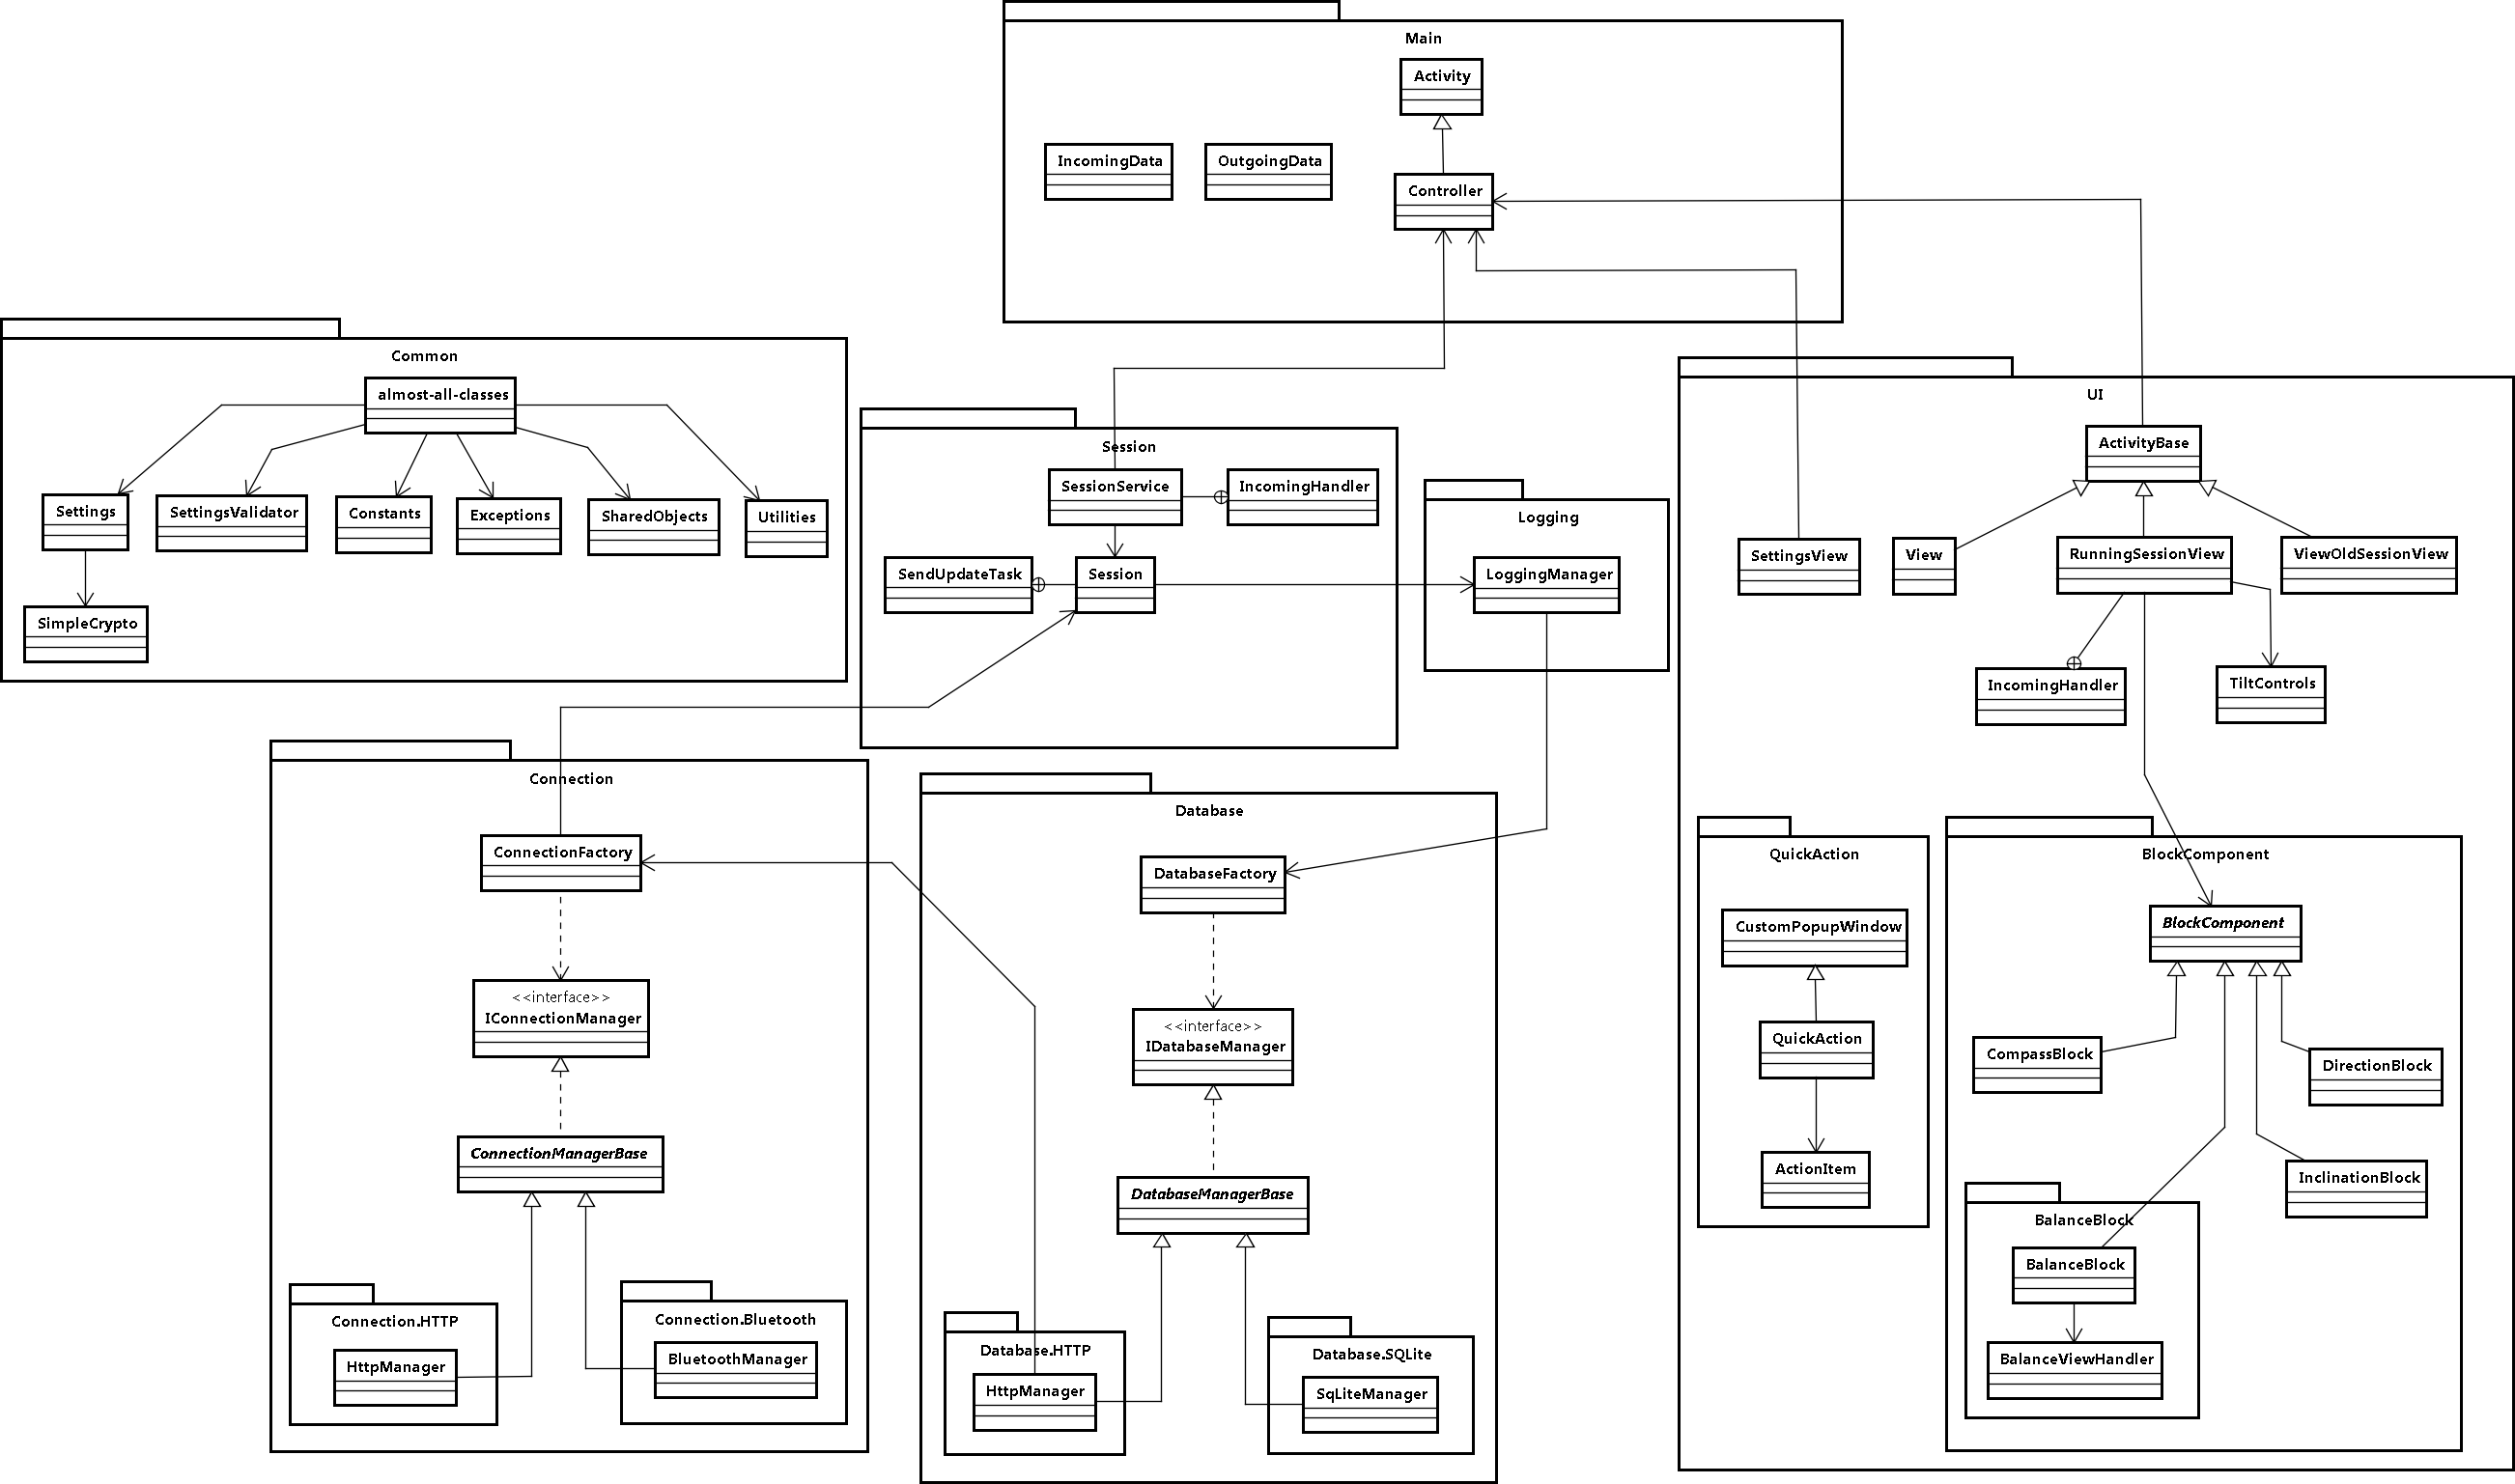 Main
Activity
IncomingData
OutgoingData
Controller
Common
almost-all-classes
Settings
SettingsValidator
Constants
Exceptions
SharedObjects
Utilities
SimpleCrypto
Session
SessionService
IncomingHandler
SendUpdateTask
Session
Logging
LoggingManager
UI
ActivityBase
SettingsView
View
RunningSessionView
ViewOldSessionView
IncomingHandler
TiltControls
Connection
ConnectionFactory
<<interface>>
IConnectionManager
ConnectionManagerBase
Connection.HTTP
HttpManager
Connection.Bluetooth
BluetoothManager
Database
DatabaseFactory
<<interface>>
IDatabaseManager
DatabaseManagerBase
Database.HTTP
HttpManager
Database.SQLite
SqLiteManager
QuickAction
CustomPopupWindow
QuickAction
ActionItem
BlockComponent
BlockComponent
CompassBlock
DirectionBlock
InclinationBlock
BalanceBlock
BalanceBlock
BalanceViewHandler